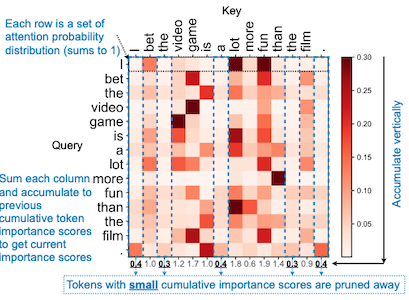 Key
Each row is a set of
attention probability
distribution (sums to 1)
I bet the video game is a lot more fun than the film .
I
bet
the
video
game
is
a
lot
more
fun
than
the
film
.
Query
Sum each column
and accumulate to
previous
cumulative token
importance scores
to get current
importance scores
0.30
0.25
0.20
0.15
0.10
0.05
Accumulate vertically
0.4 1.0 0.3 1.2 1.7 1.0 0.4 1.8 0.6 1.9 1.4 0.3 0.9 0.4
Tokens with small cumulative importance scores are pruned away